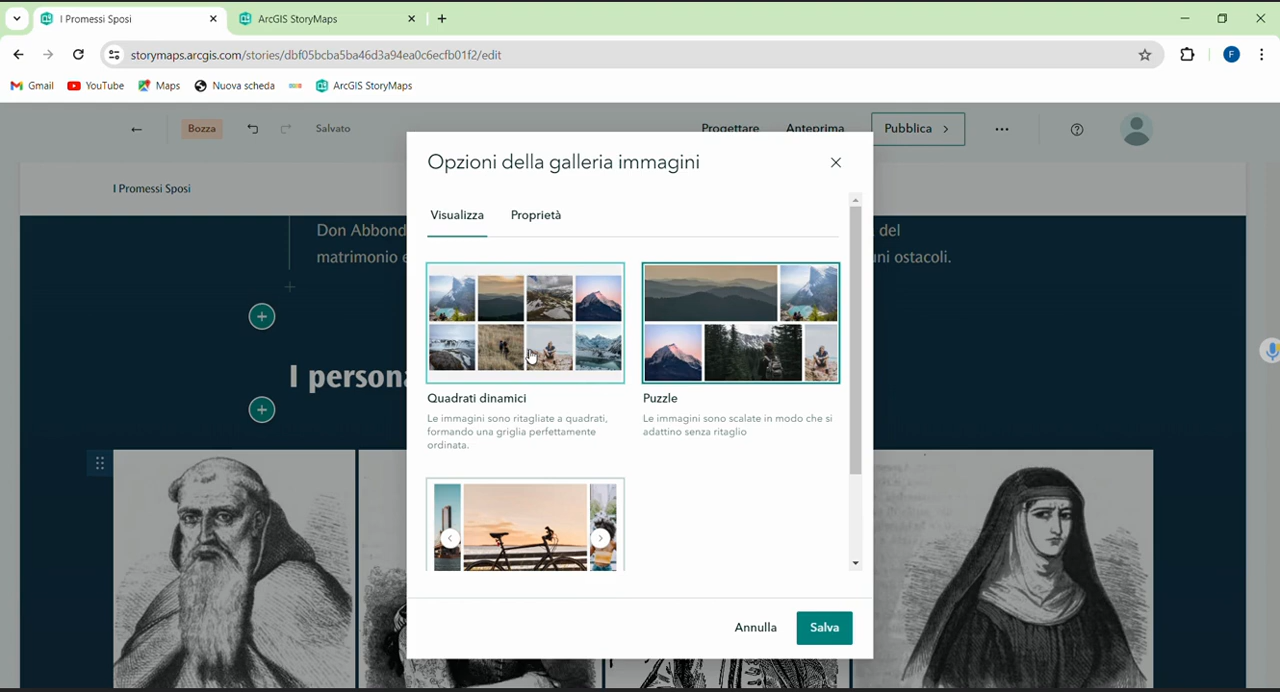 I Promessi Sposi
ArcGIS StoryMaps
storymaps.arcgis.com/stories/dbf05bcba5ba46d3a94ea0c6ecfb01f2/edit
F
Gmail
YouTube
Maps
Nuova scheda
ArcGIS StoryMaps
Bozza
Salvato
Progettare
Anteprima
Pubblica
I Promessi Sposi
Don Abbond
del
matrimonio e
ni ostacoli.
I persona
Opzioni della galleria immagini
Visualizza
Proprietà
Quadrati dinamici
Le immagini sono ritagliate a quadrati,
formando una griglia perfettamente
ordinata.
Puzzle
Le immagini sono scalate in modo che si
adattino senza ritaglio
Annulla
Salva